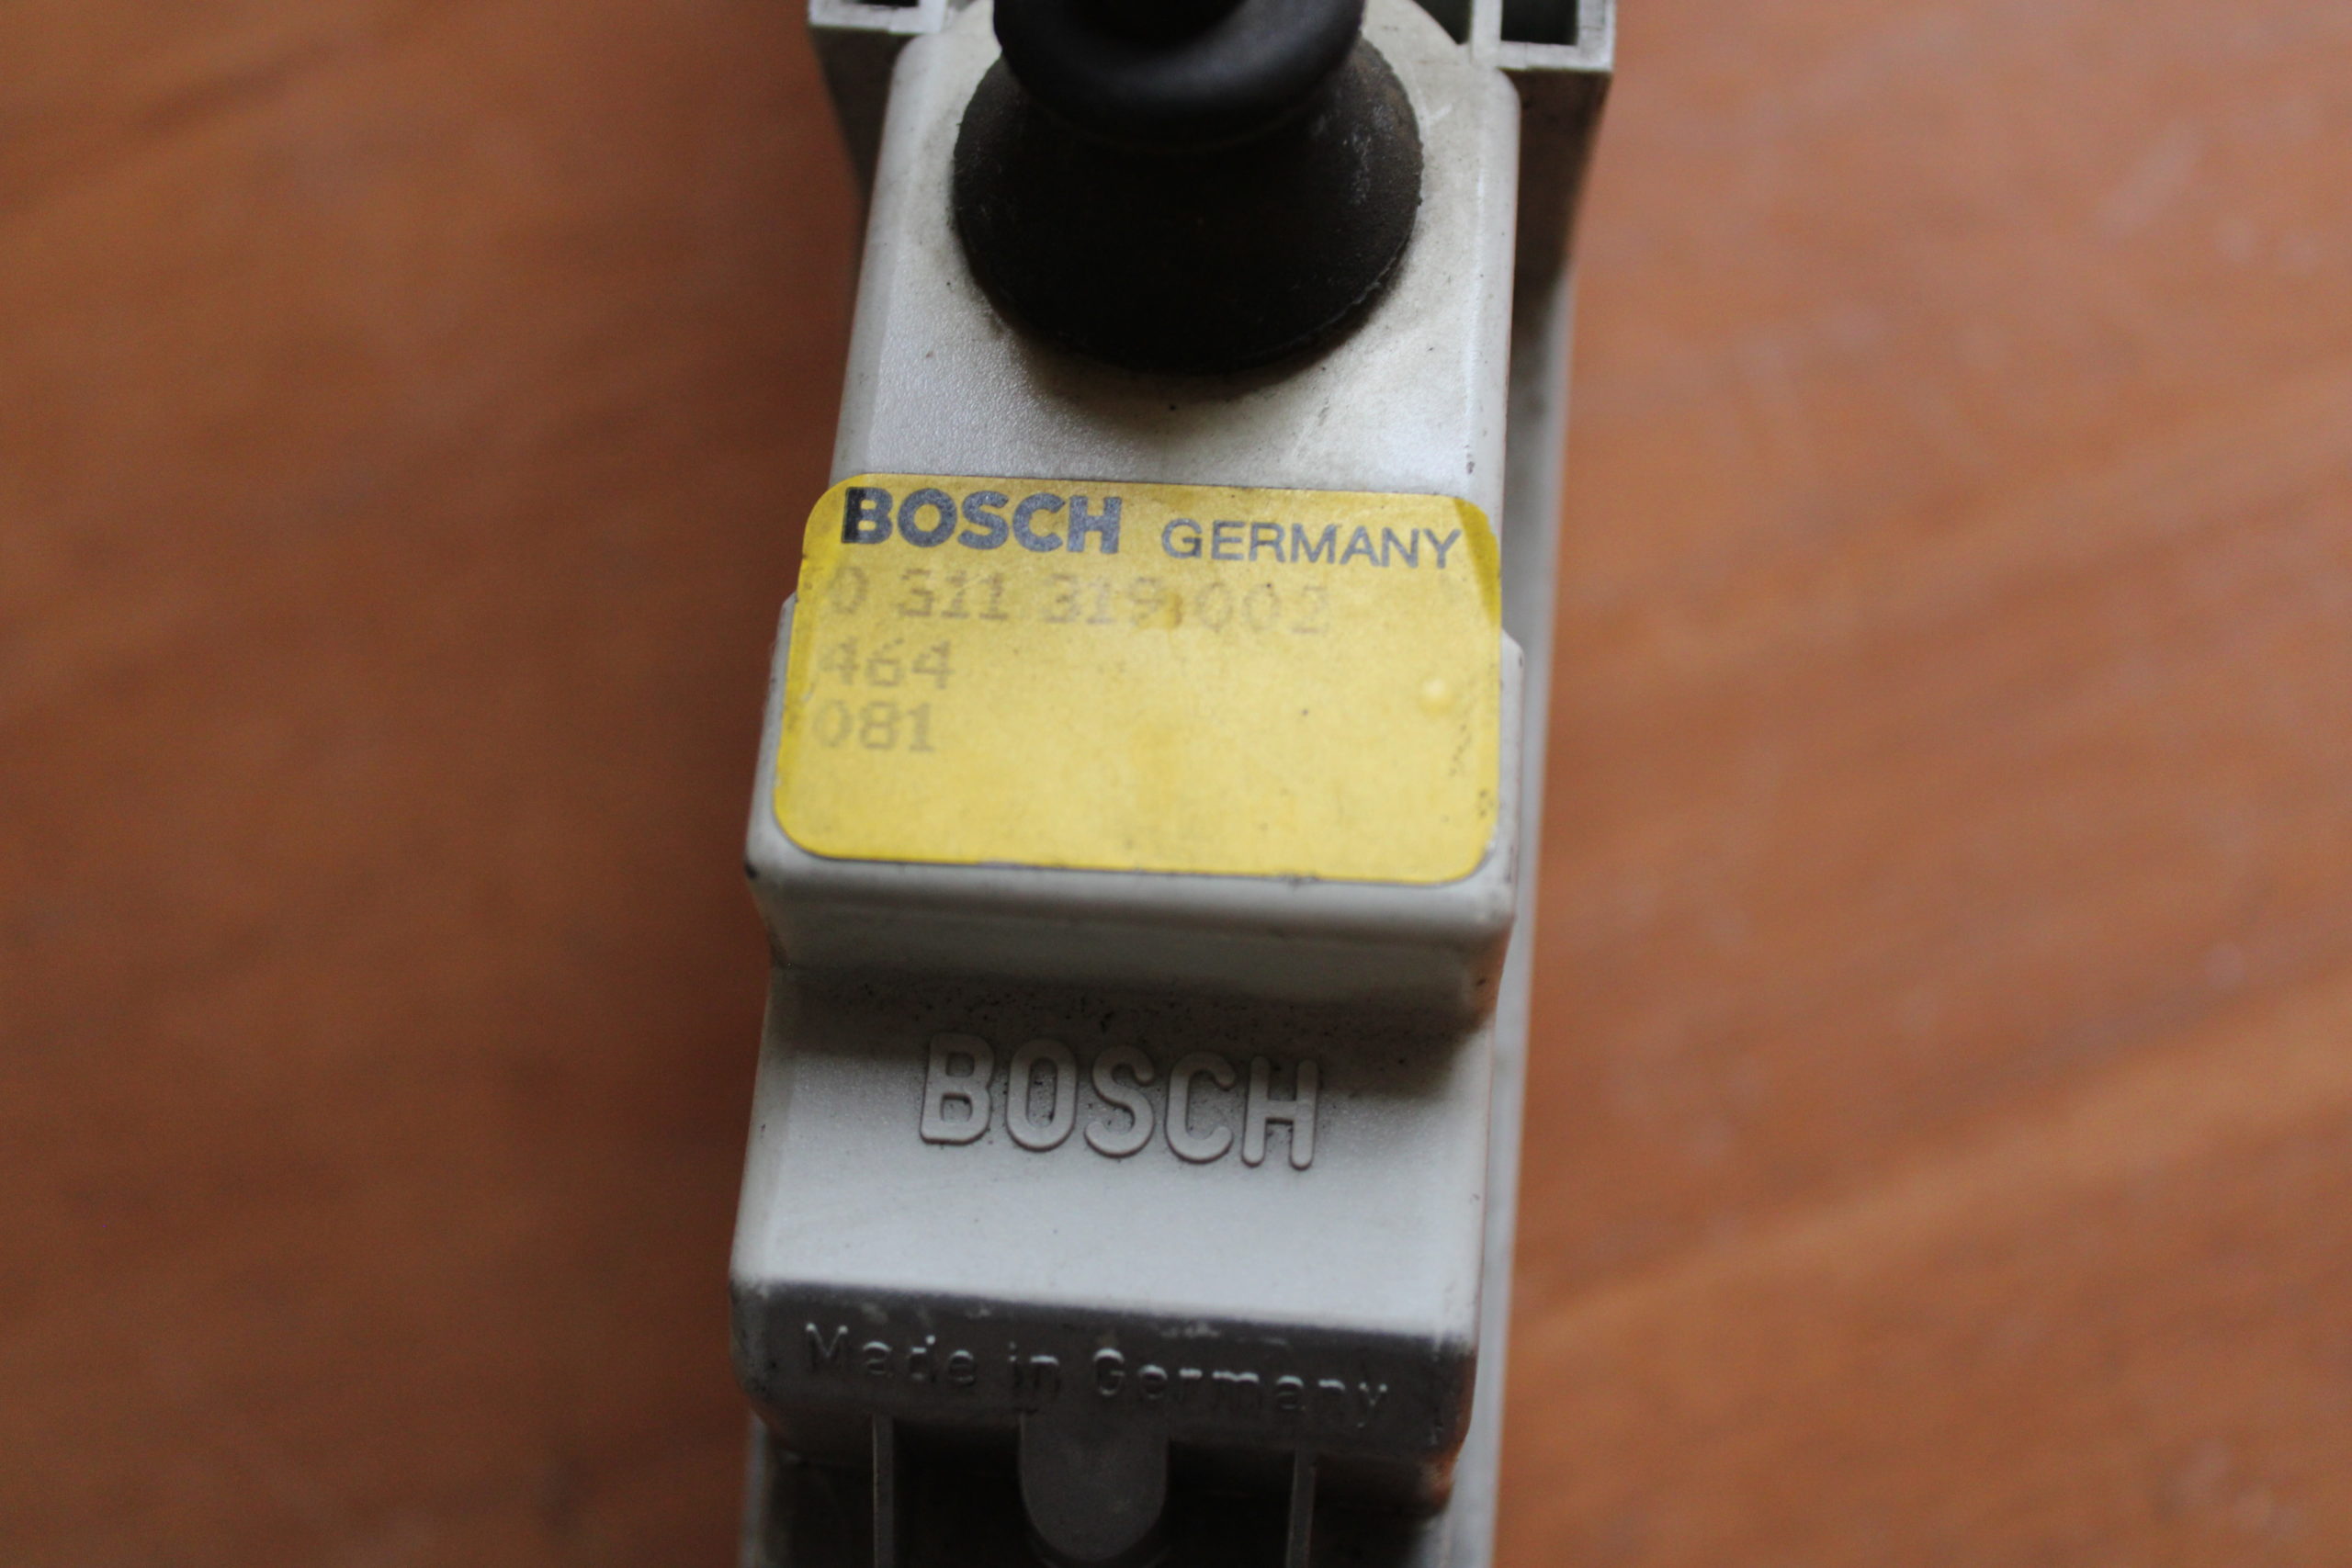 BOSCH GERMANY
0 311 319 002
464
081
BOSCH
Made in Germany